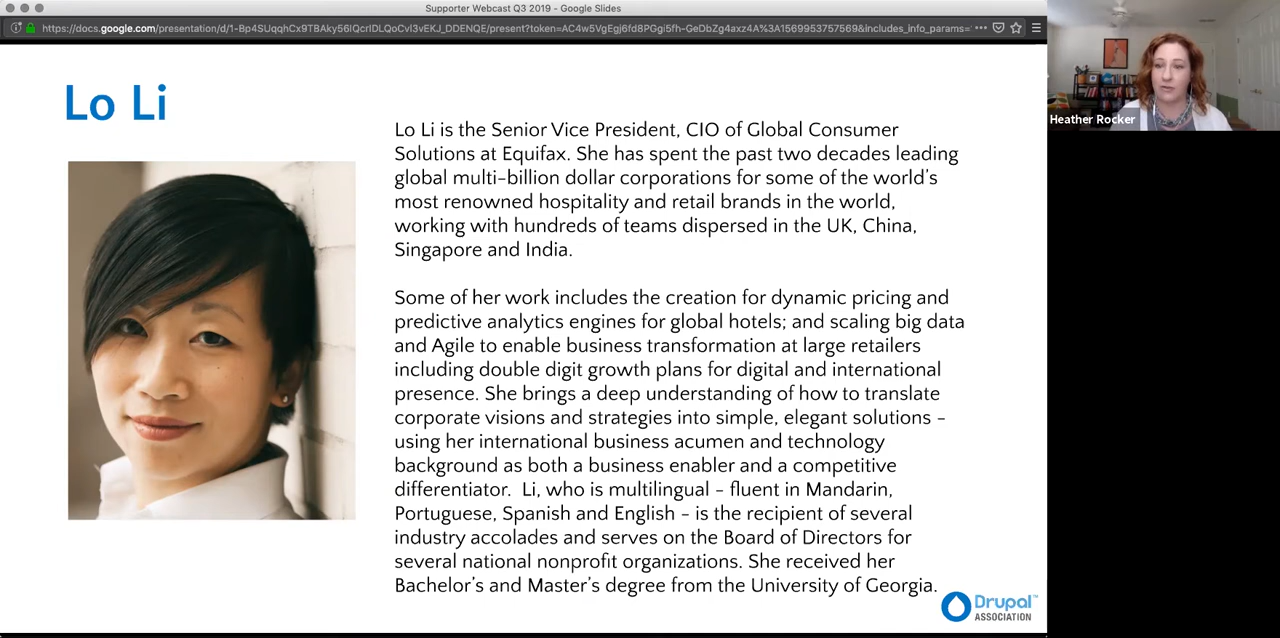 Supporter Webcast Q3 2019 - Google Slides
Heather Rocker
Lo Li
Lo Li is the Senior Vice President, CIO of Global Consumer
Solutions at Equifax. She has spent the past two decades leading
global multi-billion dollar corporations for some of the world's
most renowned hospitality and retail brands in the world,
working with hundreds of teams dispersed in the UK, China,
Singapore and India.
Some of her work includes the creation for dynamic pricing and
predictive analytics engines for global hotels; and scaling big data
and Agile to enable business transformation at large retailers
including double digit growth plans for digital and international
presence. She brings a deep understanding of how to translate
corporate visions and strategies into simple, elegant solutions -
using her international business acumen and technology
background as both a business enabler and a competitive
differentiator. Li, who is multilingual - fluent in Mandarin,
Portuguese, Spanish and English - is the recipient of several
industry accolades and serves on the Board of Directors for
several national nonprofit organizations. She received her
Bachelor's and Master's degree from the University of Georgia.
Drupal™
ASSOCIATION